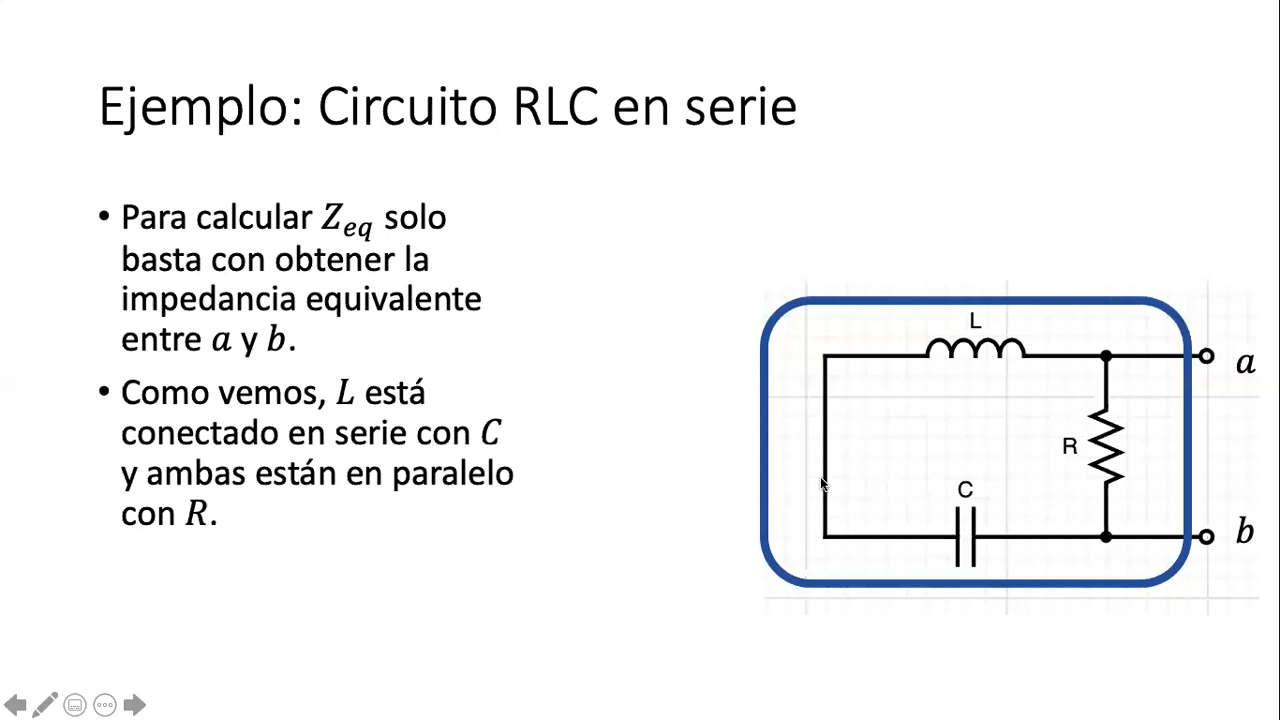 Ejemplo: Circuito RLC en serie
• Para calcular Z_eq solo
basta con obtener la
impedancia equivalente
entre a y b.
• Como vemos, L está
conectado en serie con C
y ambas están en paralelo
con R.
L
a
R
C
b